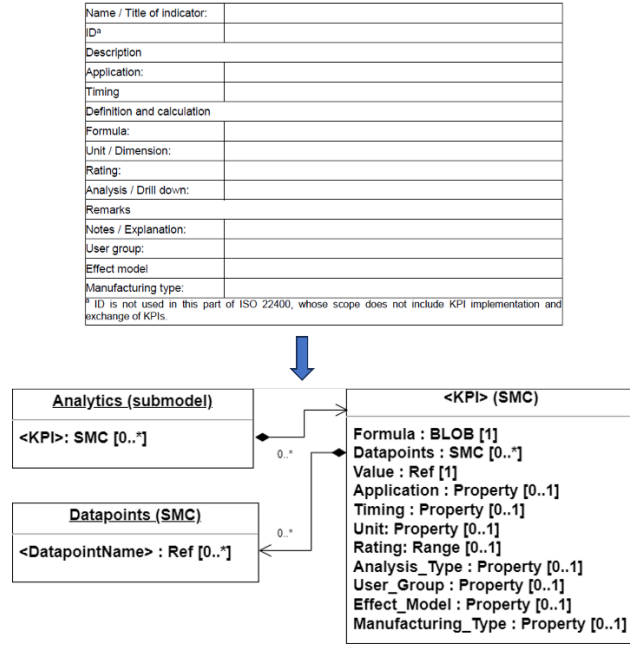 Name / Title of indicator:
IDª
Description
Application:
Timing
Definition and calculation
Formula:
Unit / Dimension:
Rating:
Analysis / Drill down:
Remarks
Notes / Explanation:
User group:
Effect model
Manufacturing type:
ª ID is not used in this part of ISO 22400, whose scope does not include KPI implementation and
exchange of KPIs.
Analytics (submodel)
<KPI>: SMC [0..*]
0..*
Datapoints (SMC)
<DatapointName> : Ref [0..*]
0..*
<KPI> (SMC)
Formula : BLOB [1]
Datapoints : SMC [0..*]
Value : Ref [1]
Application : Property [0..1]
Timing : Property [0..1]
Unit: Property [0..1]
Rating: Range [0..1]
Analysis_Type : Property [0..1]
User_Group : Property [0..1]
Effect_Model : Property [0..1]
Manufacturing_Type : Property [0..1]